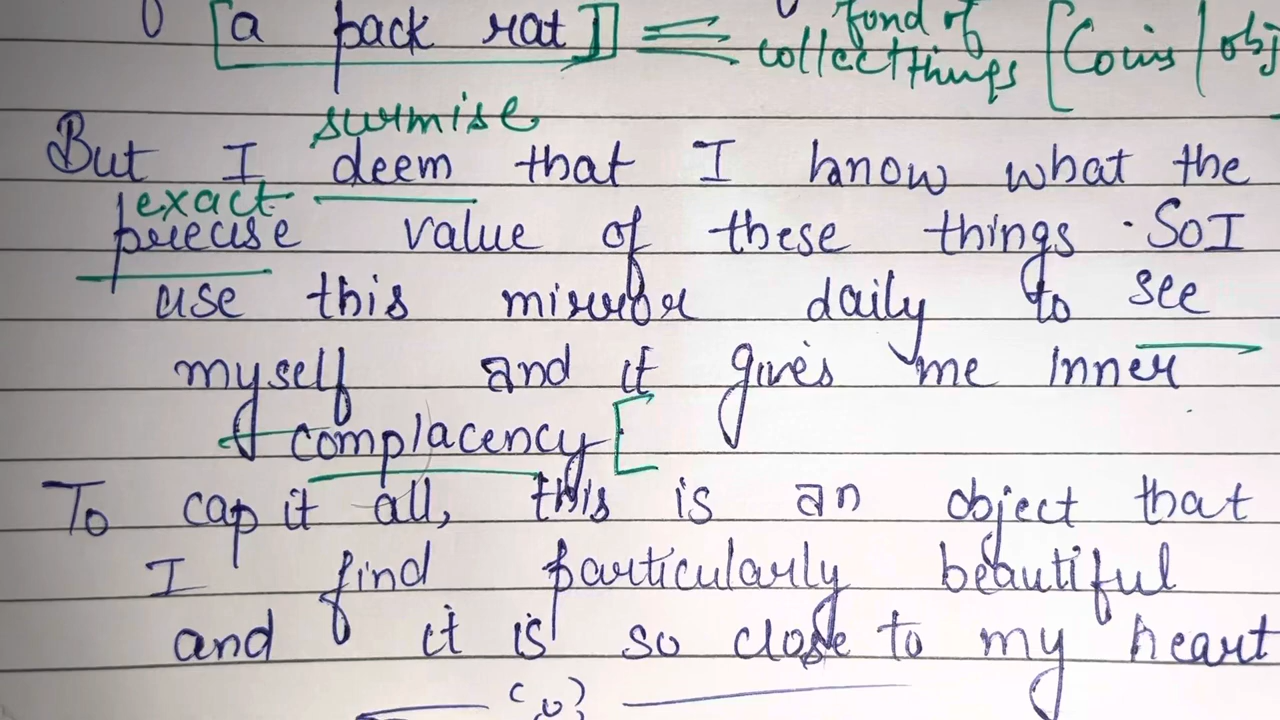 [a pack rat] = fond of
collect things [Coins / obj
surmise
But I deem that I know what the
exact
precise value of these things. So I
use this mirror daily to see
myself and it gives me inner
complacency [
To cap it all, this is an object that
I find particularly beautiful
and it is so close to my heart